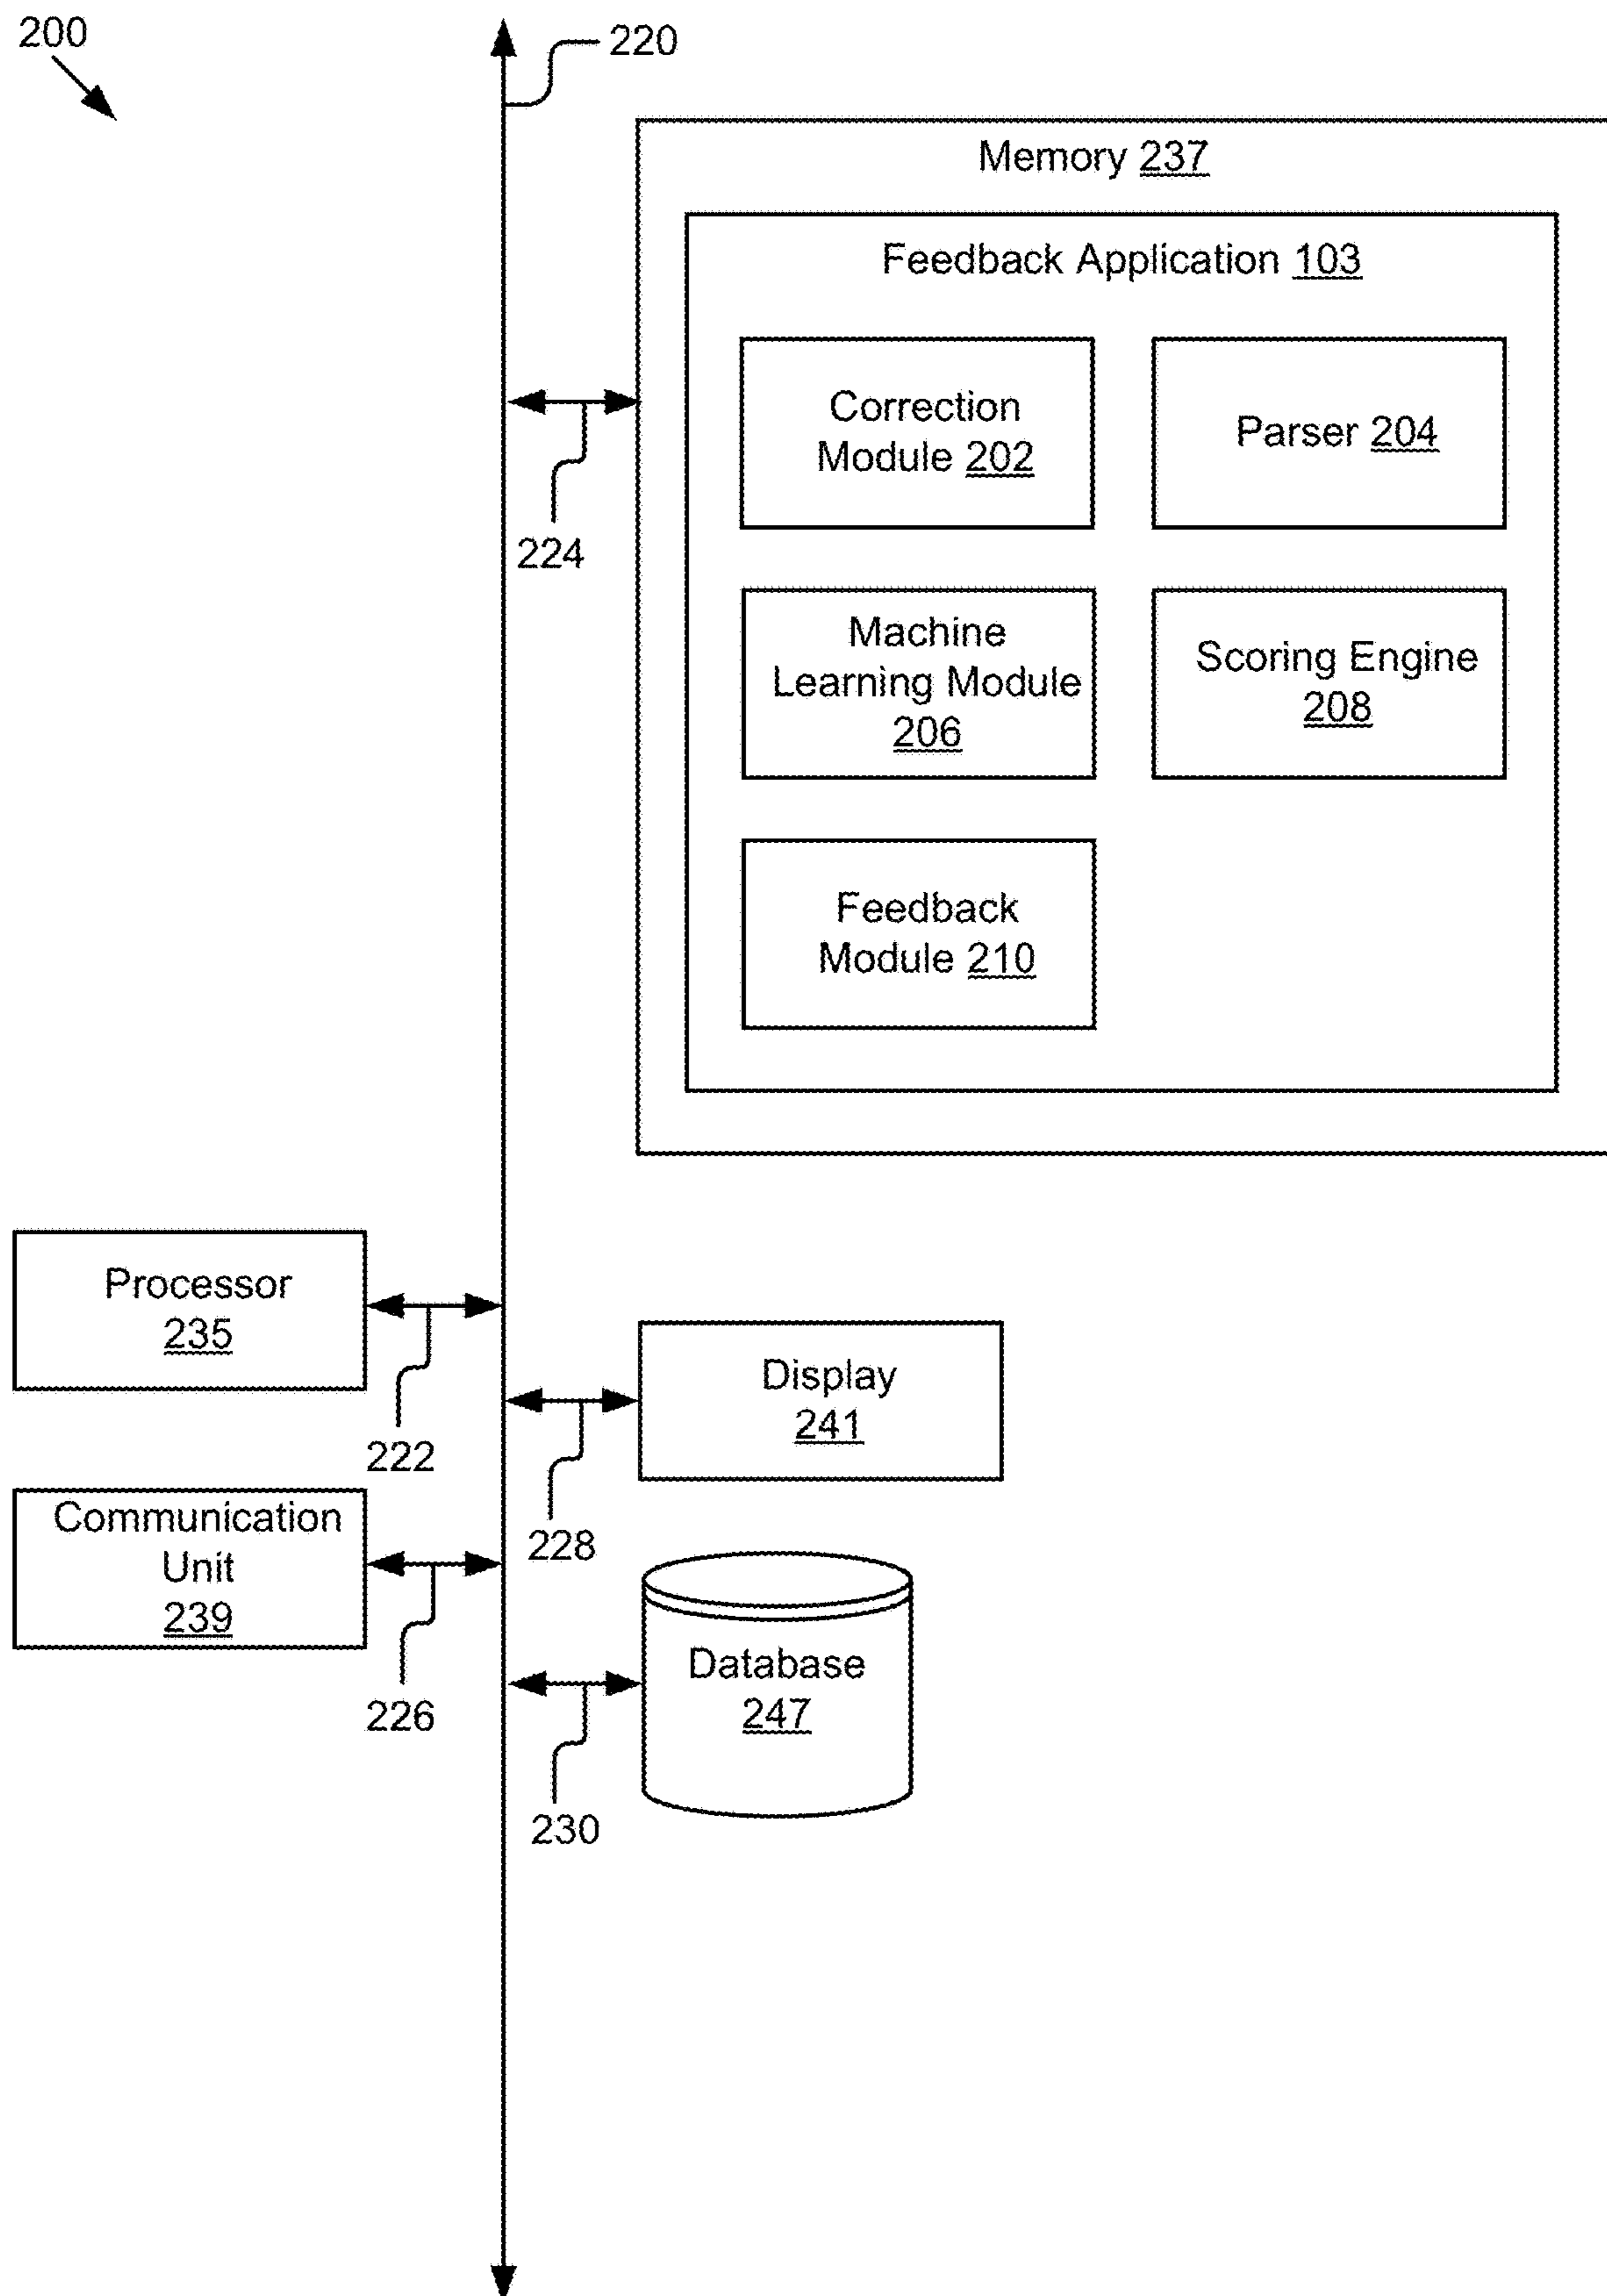 200
220
Memory 237
Feedback Application 103
Correction
Module 202
Parser 204
224
Machine
Learning Module
206
Scoring Engine
208
Feedback
Module 210
Processor
235
222
Display
241
228
Communication
Unit
239
226
Database
247
230